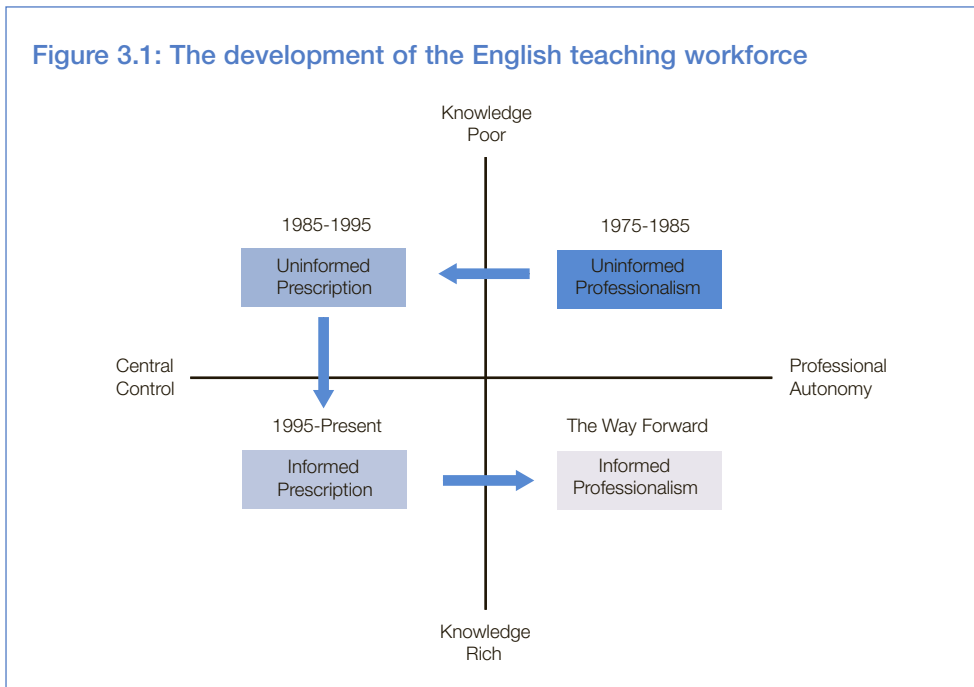 Figure 3.1: The development of the English teaching workforce
Knowledge
Poor
1985-1995
Uninformed
Prescription
1975-1985
Uninformed
Professionalism
Central
Control
Professional
Autonomy
1995-Present
Informed
Prescription
The Way Forward
Informed
Professionalism
Knowledge
Rich